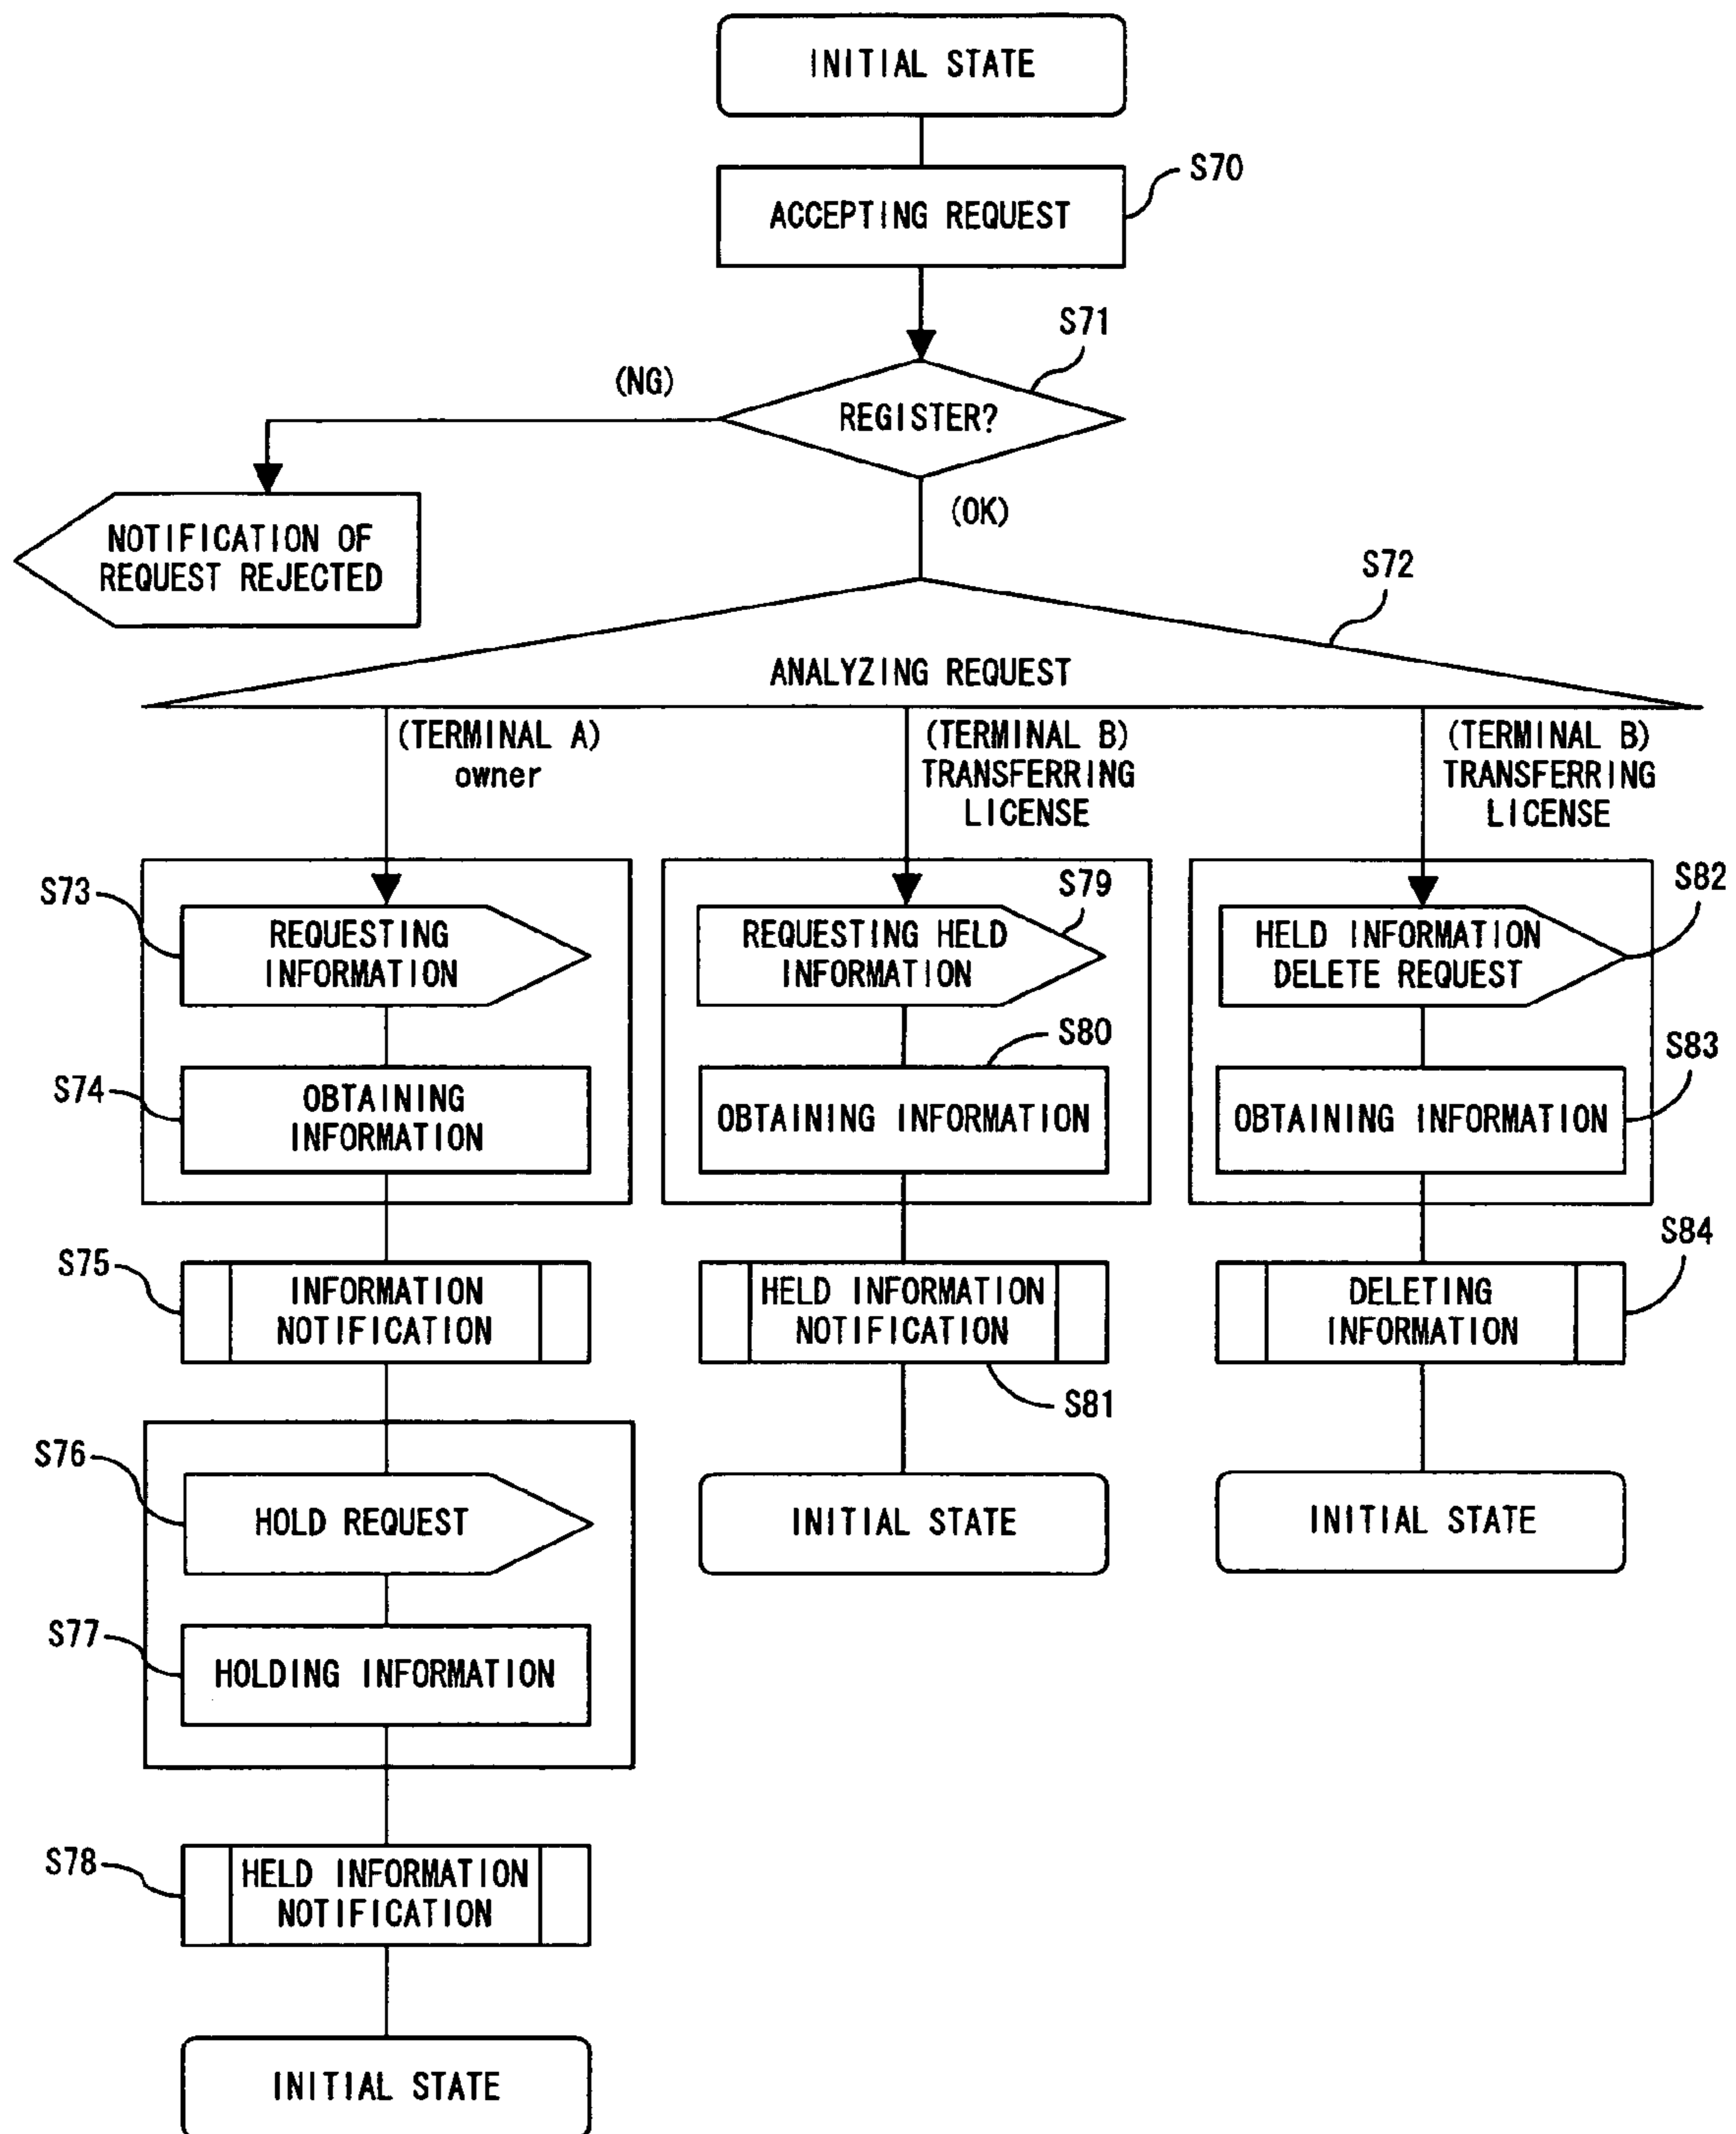 INITIAL STATE
S70
ACCEPTING REQUEST
S71
(NG)
REGISTER?
(OK)
NOTIFICATION OF
REQUEST REJECTED
S72
ANALYZING REQUEST
(TERMINAL A)
owner
(TERMINAL B)
TRANSFERRING
LICENSE
(TERMINAL B)
TRANSFERRING
LICENSE
S73
REQUESTING
INFORMATION
S74
OBTAINING
INFORMATION
S75
INFORMATION
NOTIFICATION
S76
HOLD REQUEST
S77
HOLDING INFORMATION
S78
HELD INFORMATION
NOTIFICATION
INITIAL STATE
S79
REQUESTING HELD
INFORMATION
S80
OBTAINING INFORMATION
HELD INFORMATION
NOTIFICATION
S81
INITIAL STATE
S82
HELD INFORMATION
DELETE REQUEST
S83
OBTAINING INFORMATION
S84
DELETING
INFORMATION
INITIAL STATE